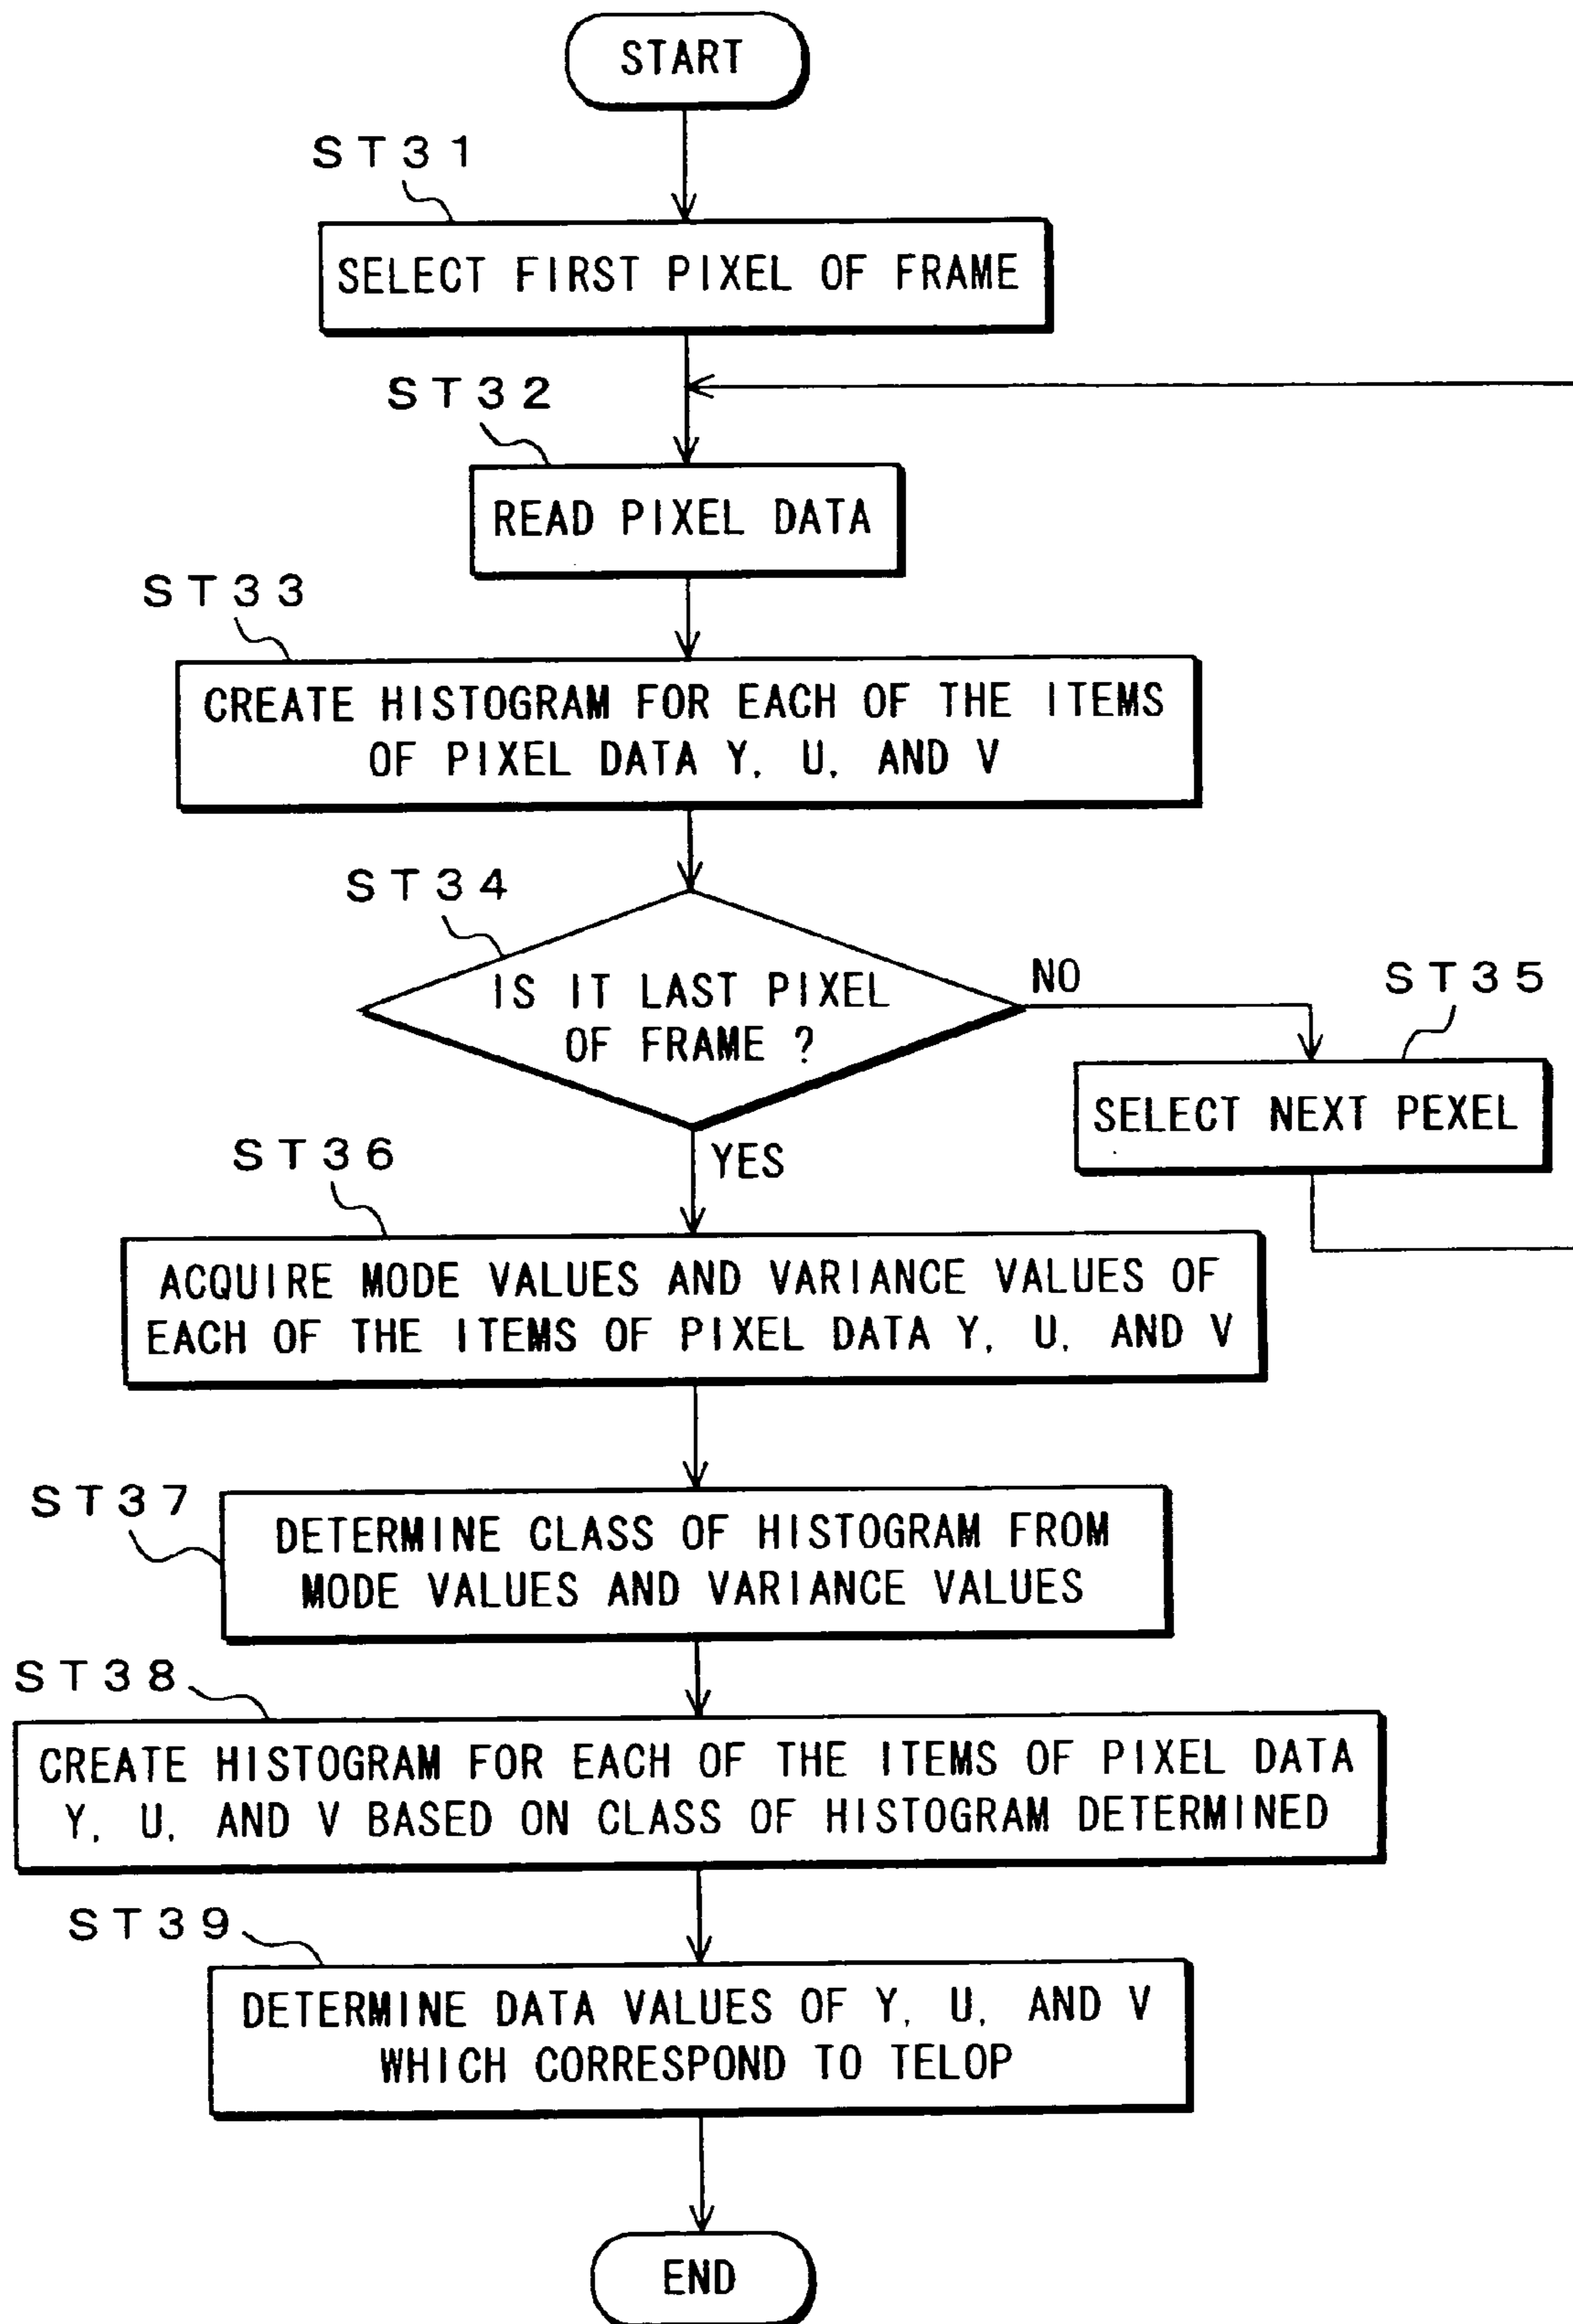 START
ST31
SELECT FIRST PIXEL OF FRAME
ST32
READ PIXEL DATA
ST33
CREATE HISTOGRAM FOR EACH OF THE ITEMS
OF PIXEL DATA Y, U, AND V
ST34
IS IT LAST PIXEL
OF FRAME ?
NO
ST35
SELECT NEXT PEXEL
YES
ST36
ACQUIRE MODE VALUES AND VARIANCE VALUES OF
EACH OF THE ITEMS OF PIXEL DATA Y, U, AND V
ST37
DETERMINE CLASS OF HISTOGRAM FROM
MODE VALUES AND VARIANCE VALUES
ST38
CREATE HISTOGRAM FOR EACH OF THE ITEMS OF PIXEL DATA
Y, U, AND V BASED ON CLASS OF HISTOGRAM DETERMINED
ST39
DETERMINE DATA VALUES OF Y, U, AND V
WHICH CORRESPOND TO TELOP
END